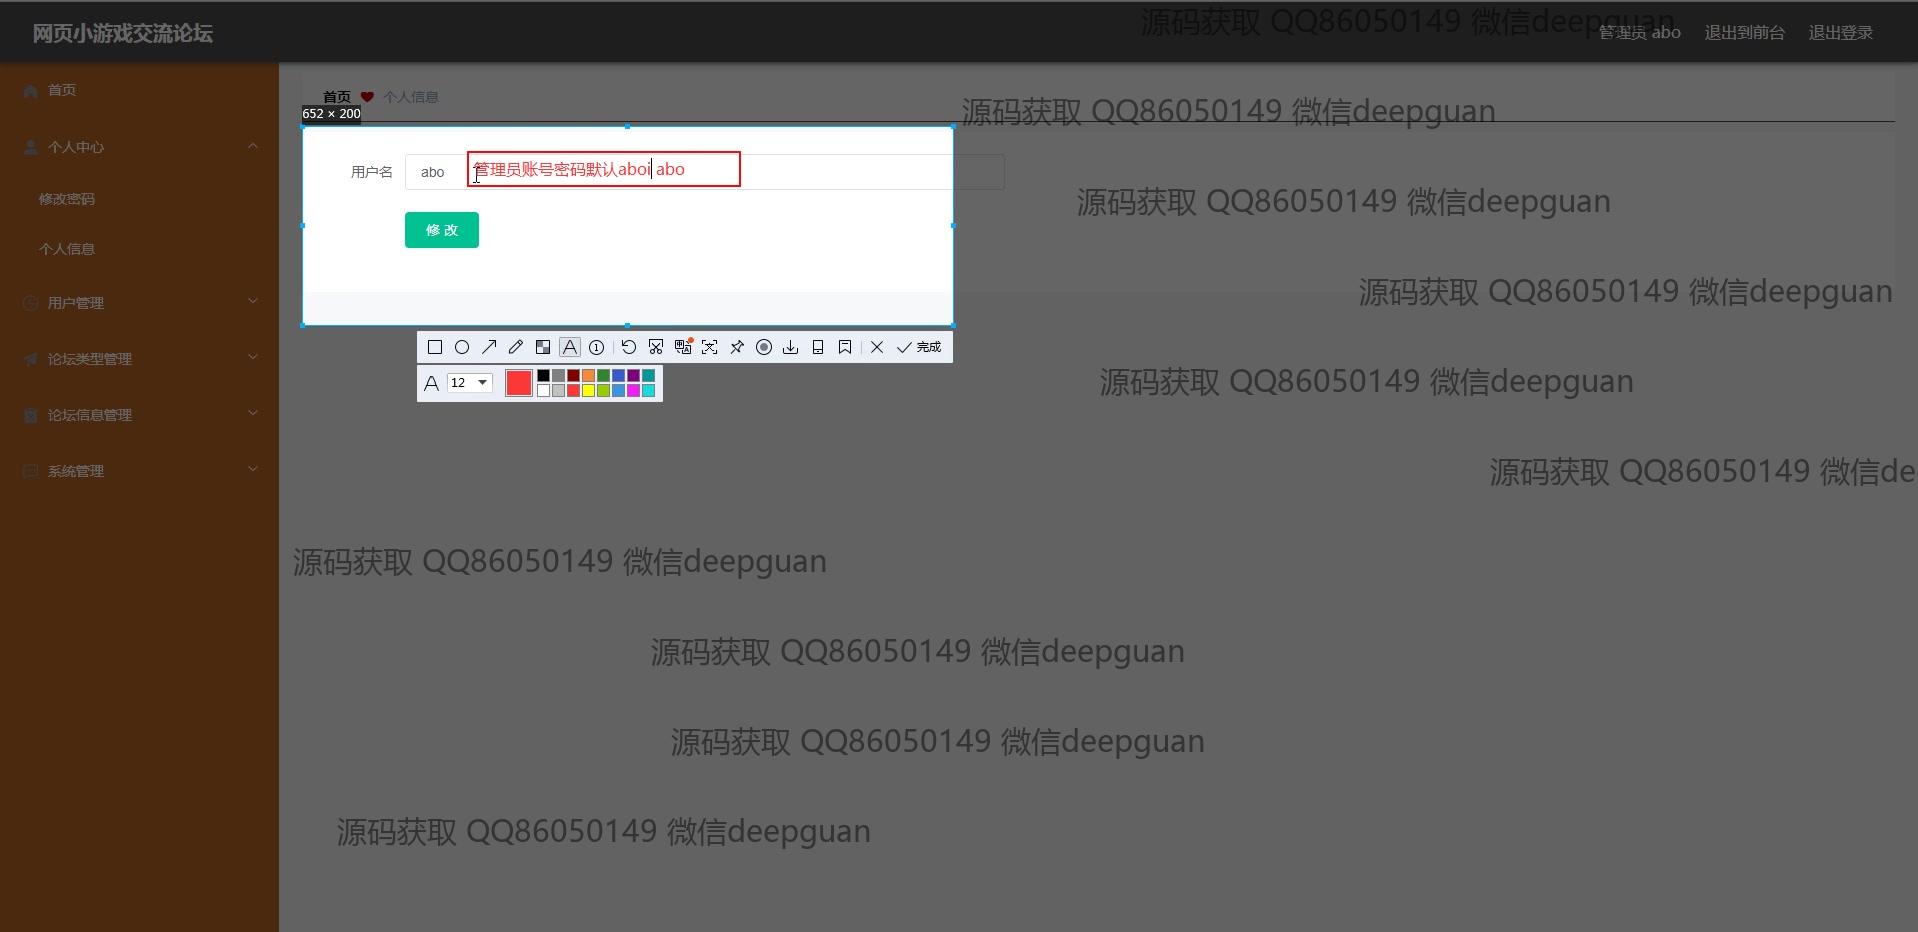 源码获取 QQ86050149 微信deepguan
网页小游戏交流论坛
管理员 abo
退出到前台
退出登录
首页
首页 个人信息
源码获取 QQ86050149 微信deepguan
652 × 200
个人中心
用户名
abo
管理员账号密码默认aboi abo
修改密码
源码获取 QQ86050149 微信deepguan
修 改
个人信息
用户管理
源码获取 QQ86050149 微信deepguan
完成
论坛类型管理
A 12
源码获取 QQ86050149 微信deepguan
论坛信息管理
系统管理
源码获取 QQ86050149 微信de
源码获取 QQ86050149 微信deepguan
源码获取 QQ86050149 微信deepguan
源码获取 QQ86050149 微信deepguan
源码获取 QQ86050149 微信deepguan